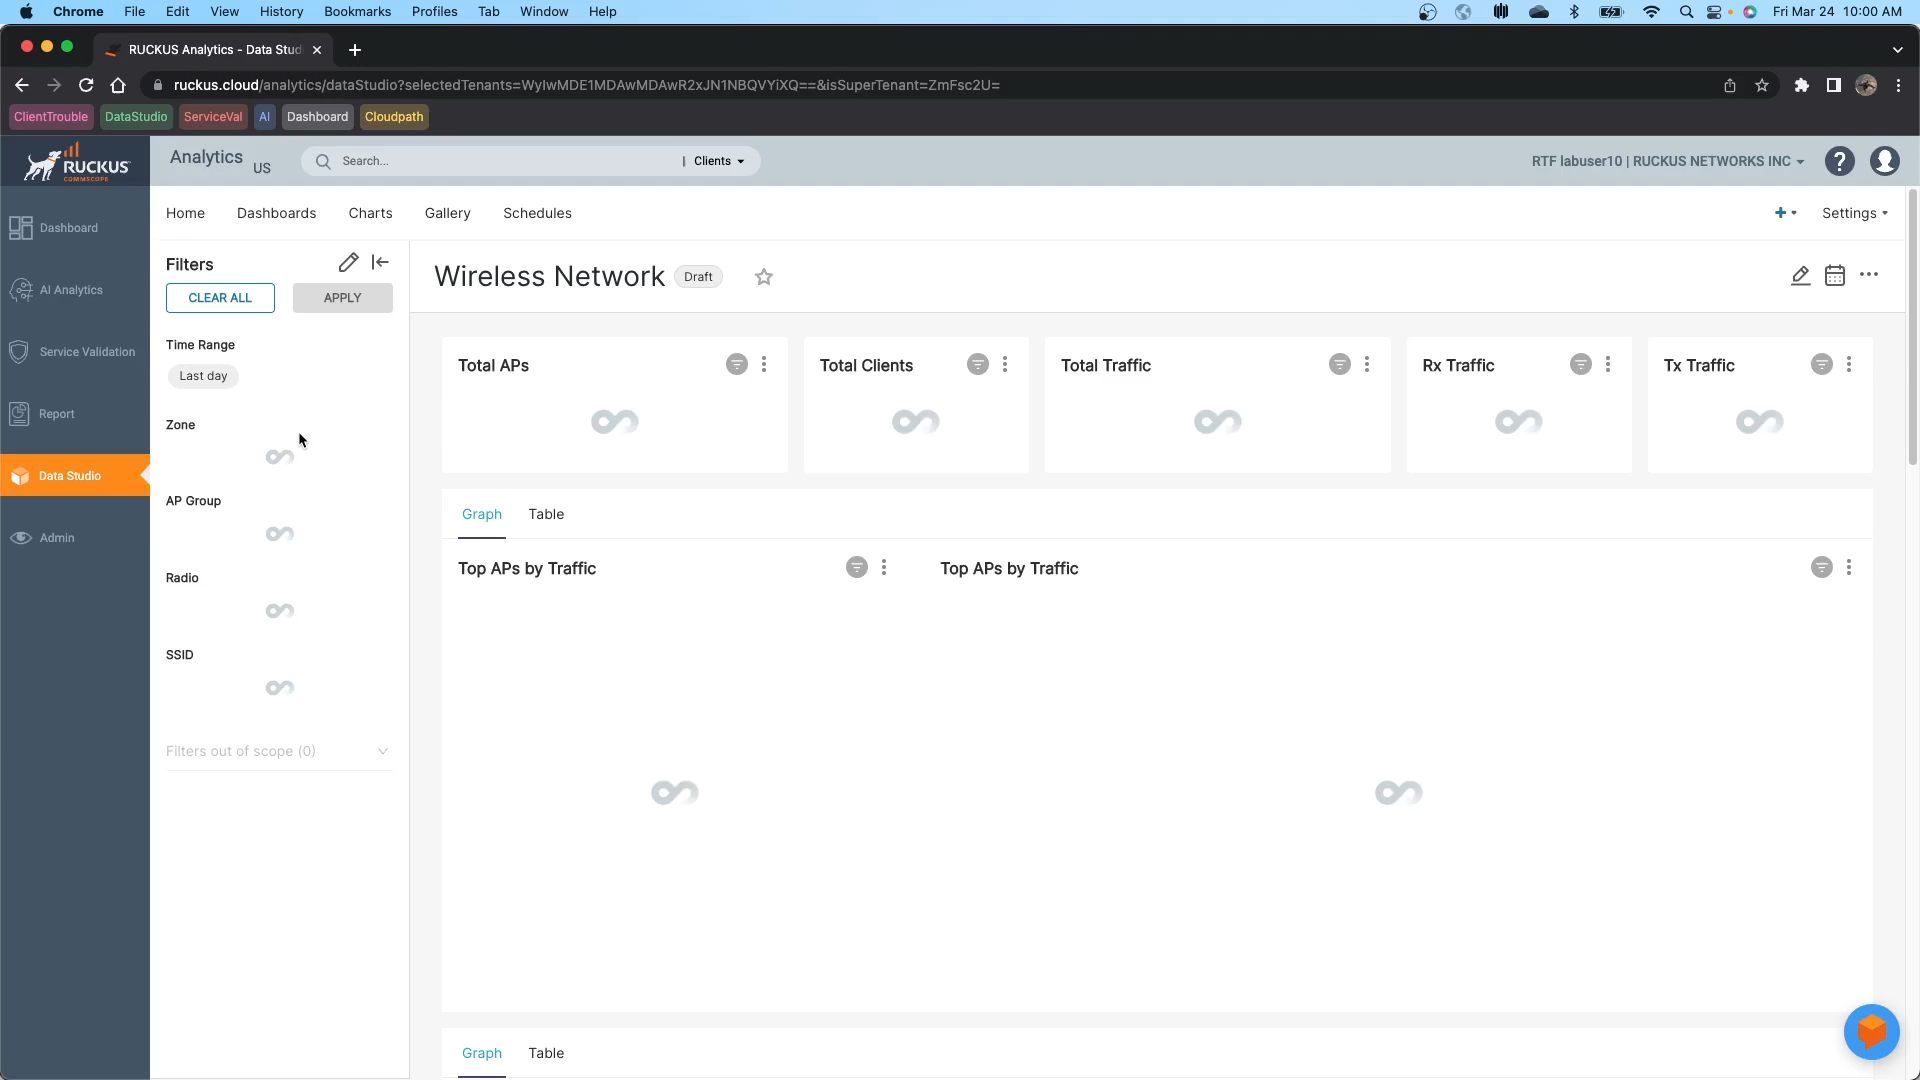 Chrome File Edit View History Bookmarks Profiles Tab Window Help Fri Mar 24 10:00 AM
RUCKUS Analytics - Data Stud
ruckus.cloud/analytics/dataStudio?selectedTenants=WyIwMDE1MDAwMDAwR2xJN1NBQVYiXQ==&isSuperTenant=ZmFsc2U=
ClientTrouble DataStudio ServiceVal AI Dashboard Cloudpath
RUCKUS
COMMSCOPE
Analytics US
Search... | Clients
RTF labuser10 | RUCKUS NETWORKS INC
?
Dashboard
AI Analytics
Service Validation
Report
Data Studio
Admin
Home Dashboards Charts Gallery Schedules + Settings
Filters
CLEAR ALL APPLY
Time Range
Last day
Zone
AP Group
Radio
SSID
Filters out of scope (0)
Wireless Network Draft
Total APs Total Clients Total Traffic Rx Traffic Tx Traffic
Graph Table
Top APs by Traffic Top APs by Traffic
Graph Table